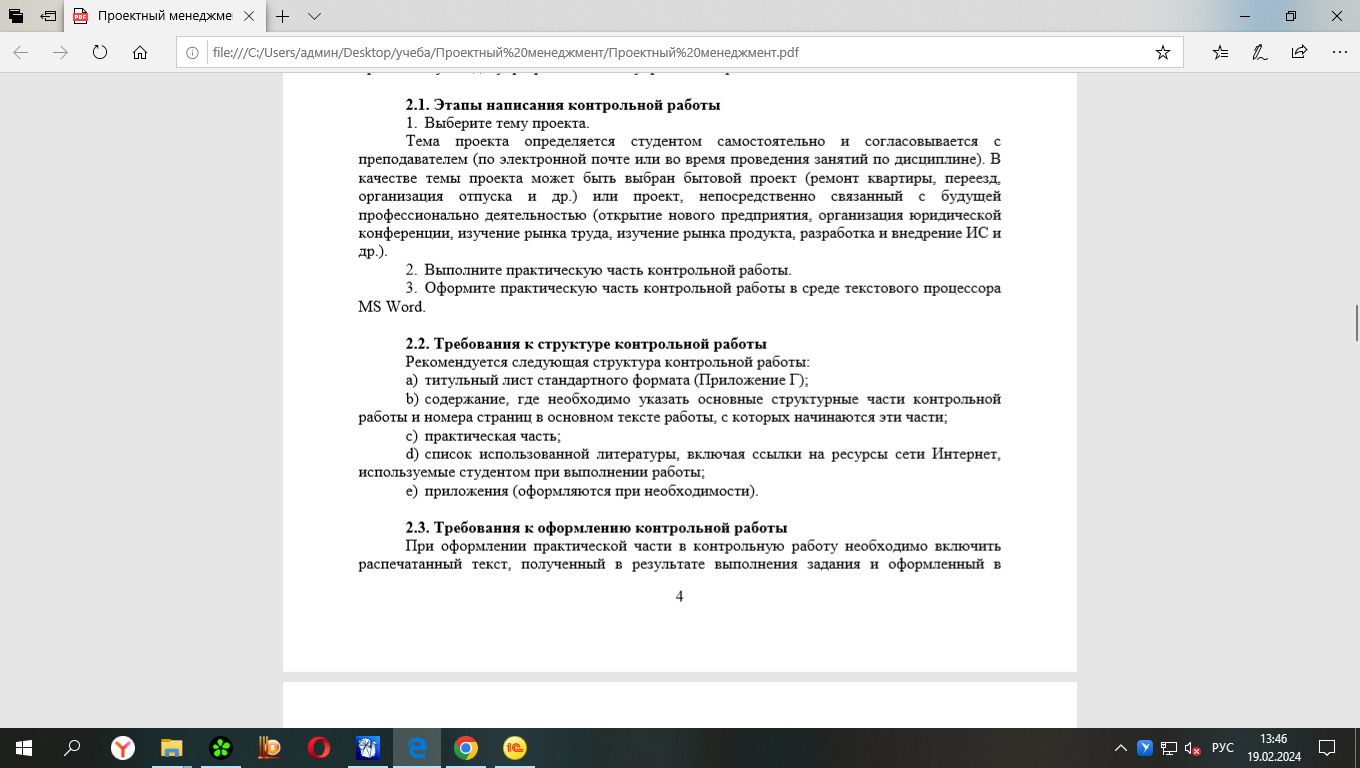 Проектный менеджме
file:///C:/Users/админ/Desktop/учеба/Проектный%20менеджмент/Проектный%20менеджмент.pdf
2.1. Этапы написания контрольной работы
1. Выберите тему проекта.
Тема проекта определяется студентом самостоятельно и согласовывается с
преподавателем (по электронной почте или во время проведения занятий по дисциплине). В
качестве темы проекта может быть выбран бытовой проект (ремонт квартиры, переезд,
организация отпуска и др.) или проект, непосредственно связанный с будущей
профессионально деятельностью (открытие нового предприятия, организация юридической
конференции, изучение рынка труда, изучение рынка продукта, разработка и внедрение ИС и
др.).
2. Выполните практическую часть контрольной работы.
3. Оформите практическую часть контрольной работы в среде текстового процессора
MS Word.
2.2. Требования к структуре контрольной работы
Рекомендуется следующая структура контрольной работы:
a) титульный лист стандартного формата (Приложение Г);
b) содержание, где необходимо указать основные структурные части контрольной
работы и номера страниц в основном тексте работы, с которых начинаются эти части;
c) практическая часть;
d) список использованной литературы, включая ссылки на ресурсы сети Интернет,
используемые студентом при выполнении работы;
e) приложения (оформляются при необходимости).
2.3. Требования к оформлению контрольной работы
При оформлении практической части в контрольную работу необходимо включить
распечатанный текст, полученный в результате выполнения задания и оформленный в
4
РУС
13:46
19.02.2024